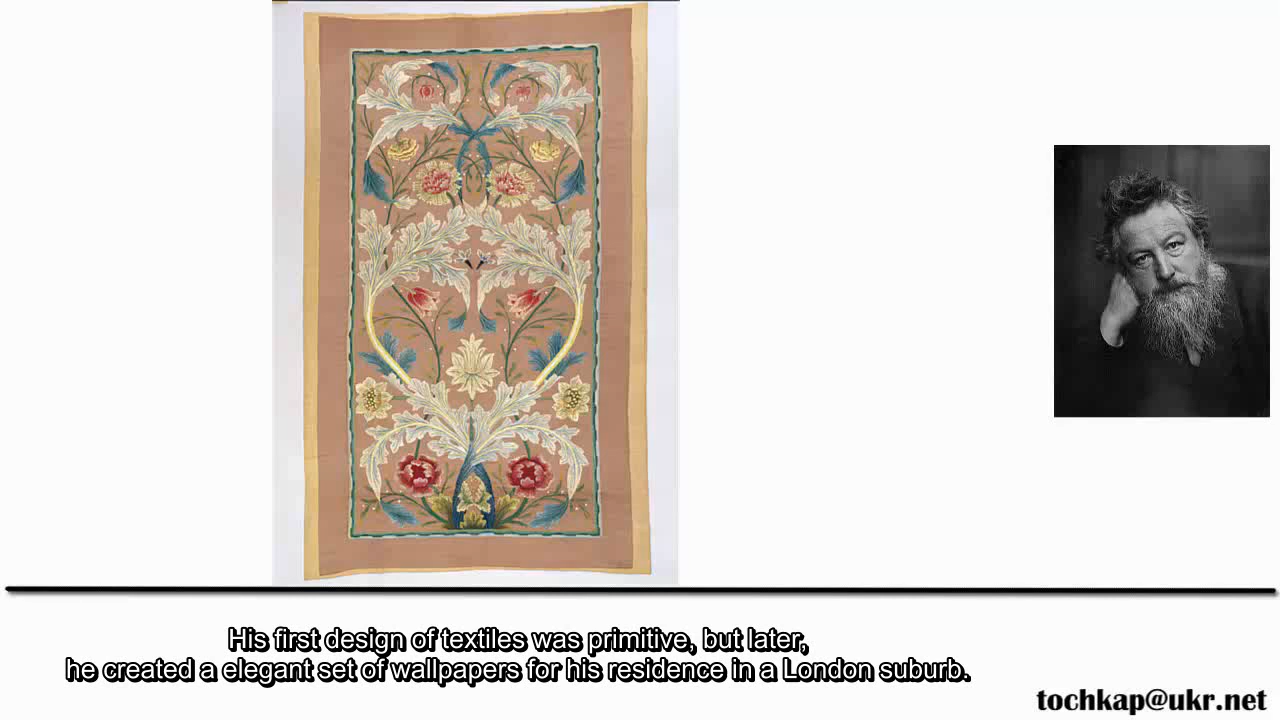 His first design of textiles was primitive, but later,
he created a elegant set of wallpapers for his residence in a London suburb.
tochkap@ukr.net